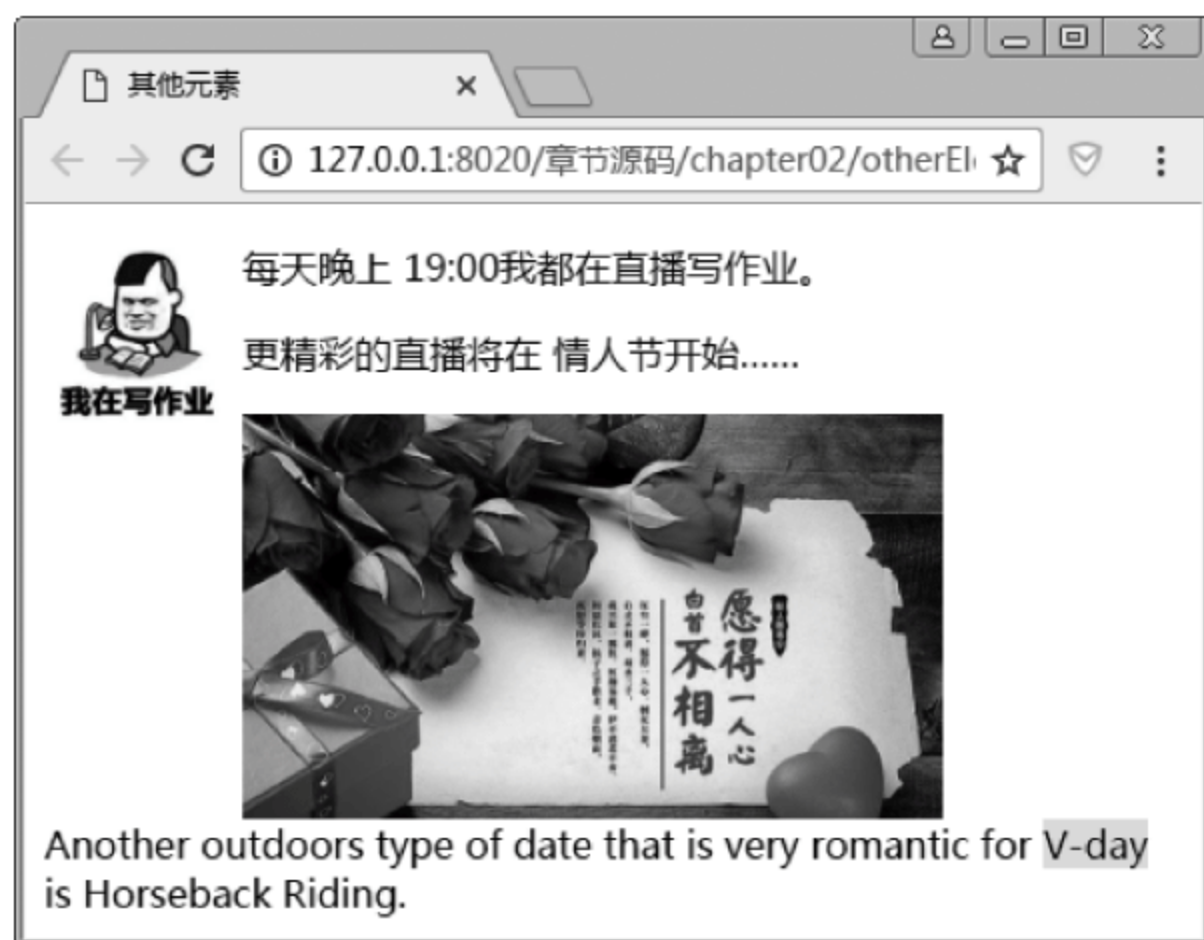 其他元素
127.0.0.1:8020/章节源码/chapter02/otherEl
每天晚上 19:00我都在直播写作业。
更精彩的直播将在 情人节开始......
我在写作业
愿得一人心
白首不相离
Another outdoors type of date that is very romantic for V-day
is Horseback Riding.